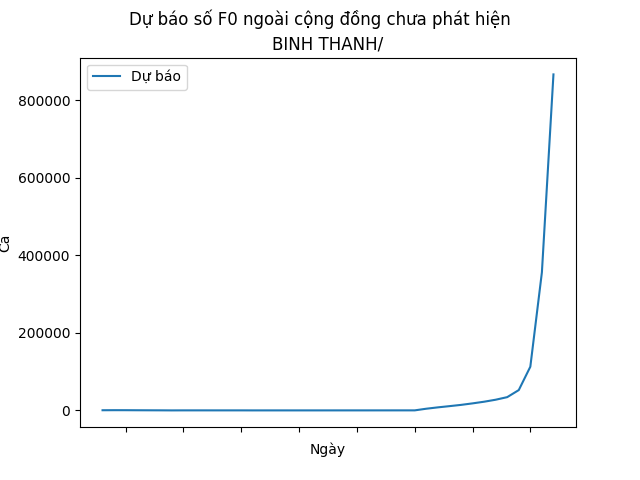 Dự báo số F0 ngoài cộng đồng chưa phát hiện
BINH THANH/
Dự báo
800000
600000
400000
200000
0
Ca
Ngày